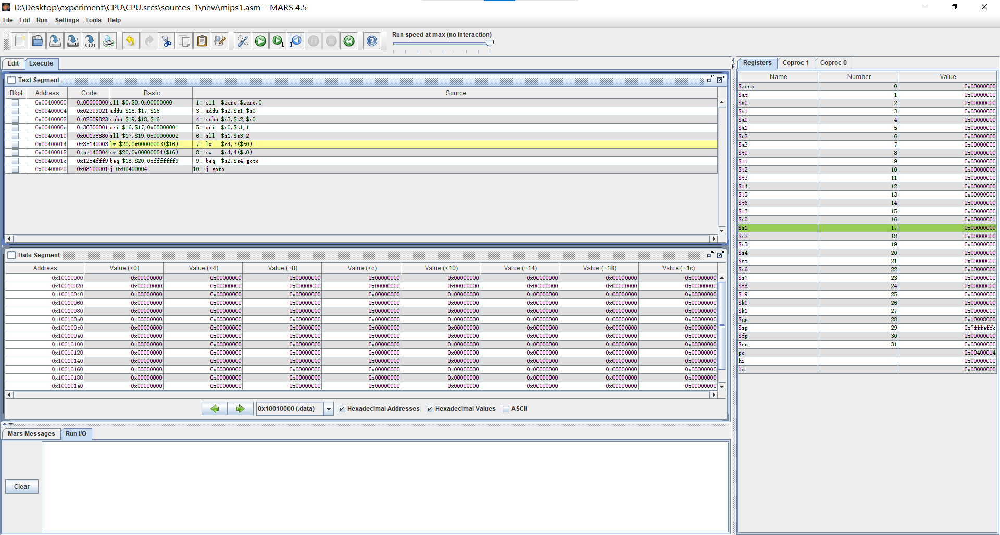 D:\Desktop\experiment\CPU\CPU.srcs\sources_1\new\mips1.asm - MARS 4.5
File Edit Run Settings Tools Help
Run speed at max (no interaction)
Edit Execute
Text Segment
Bkpt Address Code Basic Source
0x00400000 0x00000000 sll $0,$0,0x00000000 1: sll $zero,$zero,0
0x00400004 0x02309021 addu $18,$17,$16 3: addu $s2,$s1,$s0
0x00400008 0x02509823 subu $19,$18,$16 4: subu $s3,$s2,$s0
0x0040000c 0x36300001 ori $16,$17,0x00000001 5: ori $s0,$s1,1
0x00400010 0x00138880 sll $17,$19,0x00000002 6: sll $s1,$s3,2
0x00400014 0x8e140003 lw $20,0x00000003($16) 7: lw $s4,3($s0)
0x00400018 0xae140004 sw $20,0x00000004($16) 8: sw $s4,4($s0)
0x0040001c 0x1254fff9 beq $18,$20,0xfffffff9 9: beq $s2,$s4,goto
0x00400020 0x08100001 j 0x00400004 10: j goto
Data Segment
Address Value (+0) Value (+4) Value (+8) Value (+c) Value (+10) Value (+14) Value (+18) Value (+1c)
0x10010000 0x00000000 0x00000000 0x00000000 0x00000000 0x00000000 0x00000000 0x00000000 0x00000000
0x10010020 0x00000000 0x00000000 0x00000000 0x00000000 0x00000000 0x00000000 0x00000000 0x00000000
0x10010040 0x00000000 0x00000000 0x00000000 0x00000000 0x00000000 0x00000000 0x00000000 0x00000000
0x10010060 0x00000000 0x00000000 0x00000000 0x00000000 0x00000000 0x00000000 0x00000000 0x00000000
0x10010080 0x00000000 0x00000000 0x00000000 0x00000000 0x00000000 0x00000000 0x00000000 0x00000000
0x100100a0 0x00000000 0x00000000 0x00000000 0x00000000 0x00000000 0x00000000 0x00000000 0x00000000
0x100100c0 0x00000000 0x00000000 0x00000000 0x00000000 0x00000000 0x00000000 0x00000000 0x00000000
0x100100e0 0x00000000 0x00000000 0x00000000 0x00000000 0x00000000 0x00000000 0x00000000 0x00000000
0x10010100 0x00000000 0x00000000 0x00000000 0x00000000 0x00000000 0x00000000 0x00000000 0x00000000
0x10010120 0x00000000 0x00000000 0x00000000 0x00000000 0x00000000 0x00000000 0x00000000 0x00000000
0x10010140 0x00000000 0x00000000 0x00000000 0x00000000 0x00000000 0x00000000 0x00000000 0x00000000
0x10010160 0x00000000 0x00000000 0x00000000 0x00000000 0x00000000 0x00000000 0x00000000 0x00000000
0x10010180 0x00000000 0x00000000 0x00000000 0x00000000 0x00000000 0x00000000 0x00000000 0x00000000
0x100101a0 0x00000000 0x00000000 0x00000000 0x00000000 0x00000000 0x00000000 0x00000000 0x00000000
0x10010000 (.data) Hexadecimal Addresses Hexadecimal Values ASCII
Mars Messages Run I/O
Clear
Registers Coproc 1 Coproc 0
Name Number Value
$zero 0 0x00000000
$at 1 0x00000000
$v0 2 0x00000000
$v1 3 0x00000000
$a0 4 0x00000000
$a1 5 0x00000000
$a2 6 0x00000000
$a3 7 0x00000000
$t0 8 0x00000000
$t1 9 0x00000000
$t2 10 0x00000000
$t3 11 0x00000000
$t4 12 0x00000000
$t5 13 0x00000000
$t6 14 0x00000000
$t7 15 0x00000000
$s0 16 0x00000001
$s1 17 0x00000000
$s2 18 0x00000000
$s3 19 0x00000000
$s4 20 0x00000000
$s5 21 0x00000000
$s6 22 0x00000000
$s7 23 0x00000000
$t8 24 0x00000000
$t9 25 0x00000000
$k0 26 0x00000000
$k1 27 0x00000000
$gp 28 0x10008000
$sp 29 0x7fffeffc
$fp 30 0x00000000
$ra 31 0x00000000
pc 0x00400014
hi 0x00000000
lo 0x00000000